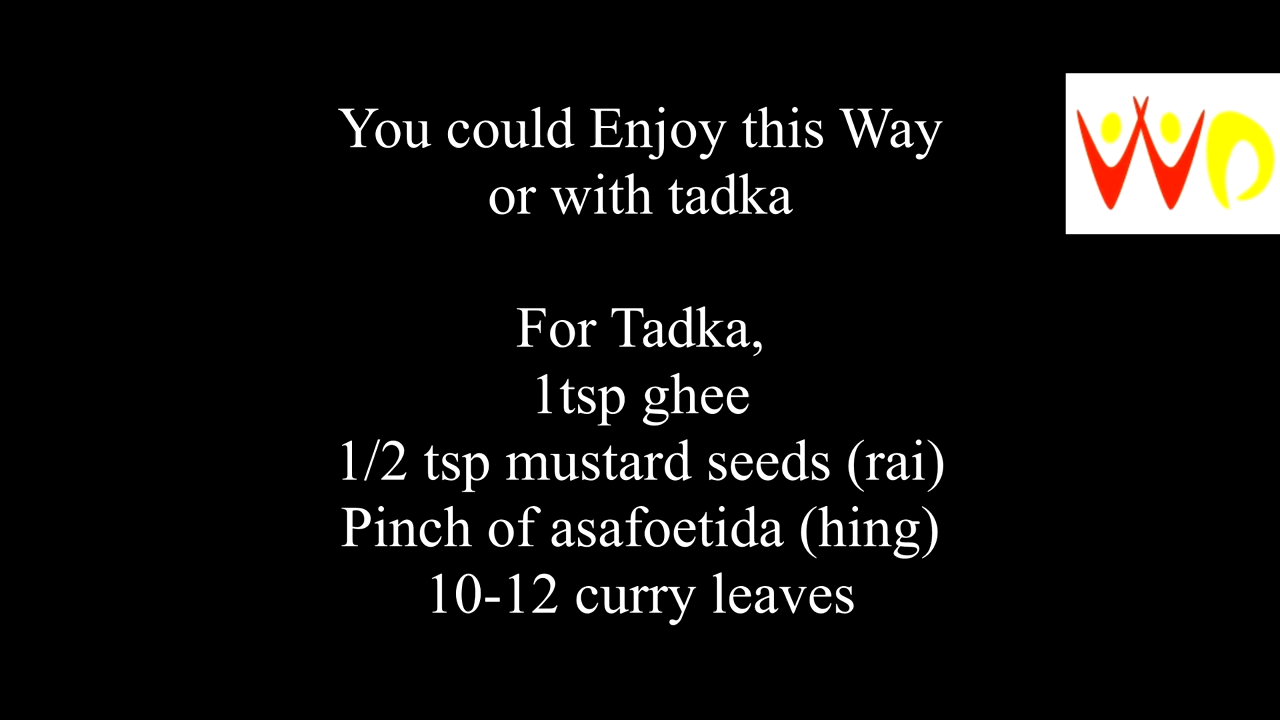 You could Enjoy this Way
or with tadka
For Tadka,
1tsp ghee
1/2 tsp mustard seeds (rai)
Pinch of asafoetida (hing)
10-12 curry leaves